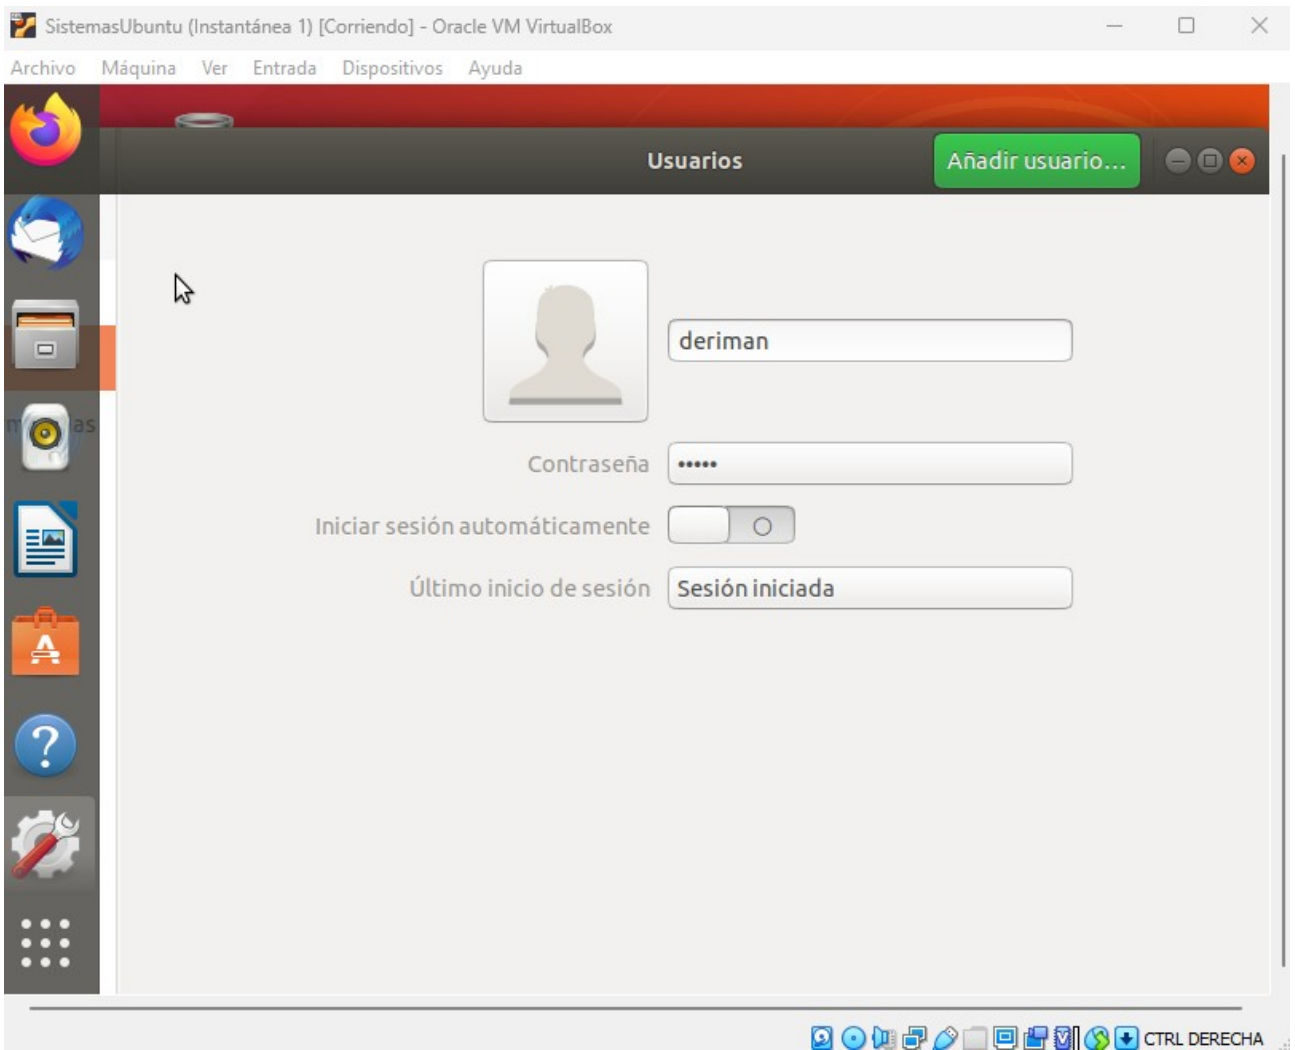 SistemasUbuntu (Instantánea 1) [Corriendo] - Oracle VM VirtualBox
Archivo Máquina Ver Entrada Dispositivos Ayuda
Usuarios
Añadir usuario...
deriman
Contraseña •••••
Iniciar sesión automáticamente
Último inicio de sesión Sesión iniciada
CTRL DERECHA